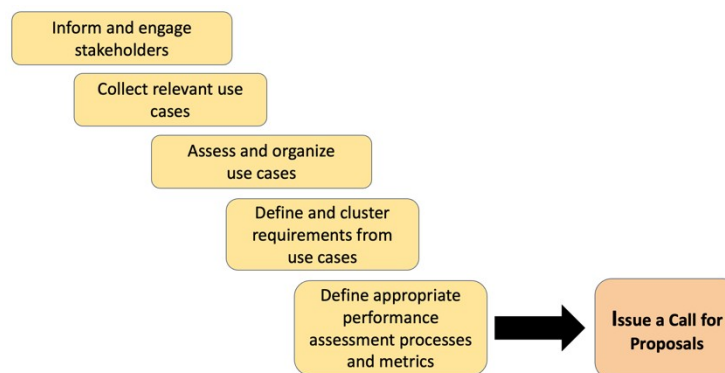 Inform and engage
stakeholders
Collect relevant use
cases
Assess and organize
use cases
Define and cluster
requirements from
use cases
Define appropriate
performance
assessment processes
and metrics
Issue a Call for
Proposals